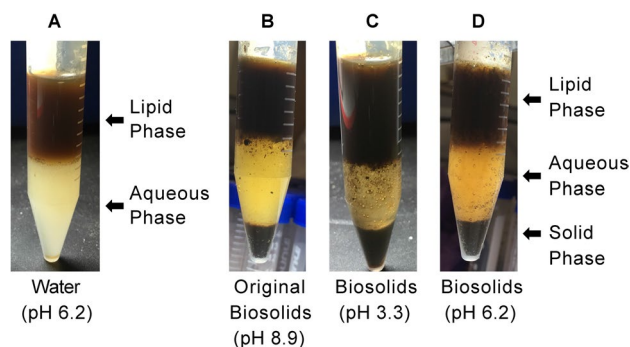 A
B
C
D
Lipid
Phase
Aqueous
Phase
Lipid
Phase
Aqueous
Phase
Solid
Phase
Water
(pH 6.2)
Original
Biosolids
(pH 8.9)
Biosolids
(pH 3.3)
Biosolids
(pH 6.2)